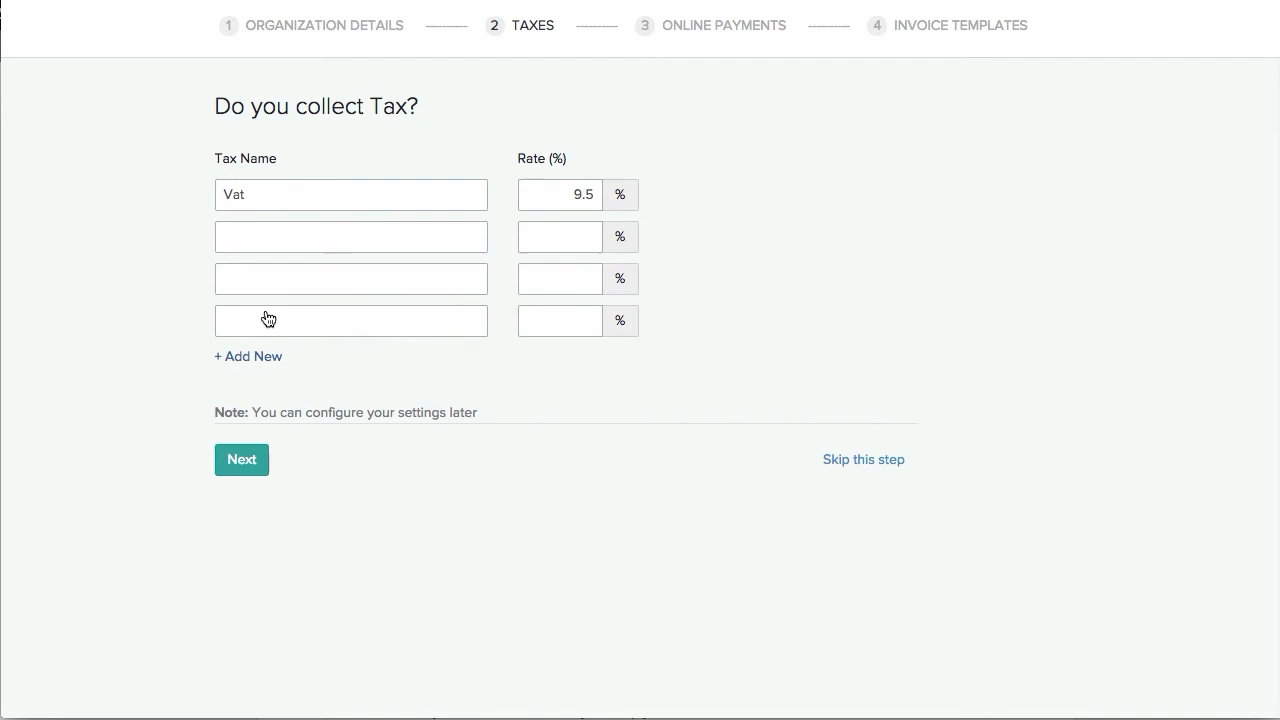 1 ORGANIZATION DETAILS 2 TAXES 3 ONLINE PAYMENTS 4 INVOICE TEMPLATES
Do you collect Tax?
Tax Name Rate (%)
Vat 9.5 %
%
%
%
+ Add New
Note: You can configure your settings later
Next Skip this step